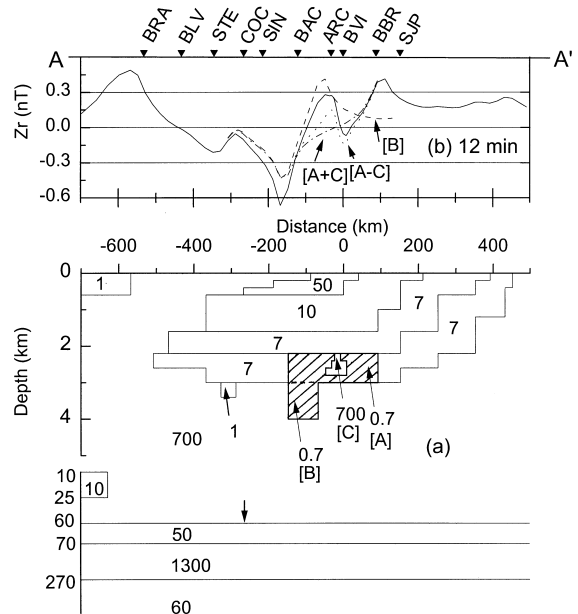 BRA BLV STE COC SIN BAC ARC BVI BBR SJP
A A'
Zr (nT)
0.3
0.0
-0.3
-0.6
[B]
[A+C] [A-C]
(b) 12 min
Distance (km)
-600 -400 -200 0 200 400
Depth (km)
0
2
4
1
50
10
7
7
7
7
1
700
0.7
[B]
700
[C]
0.7
[A]
(a)
10
25
60
70
270
10
50
1300
60